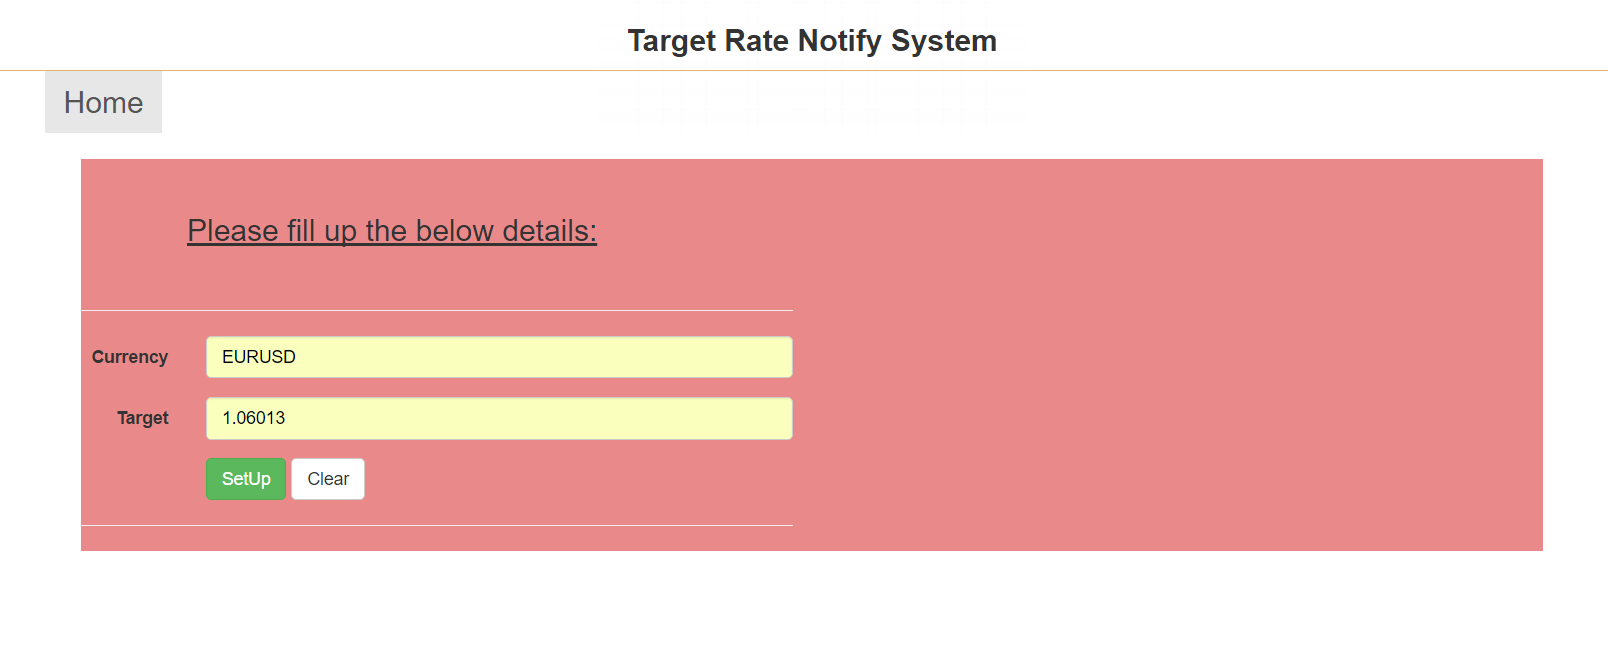 Target Rate Notify System
Home
Please fill up the below details:
Currency EURUSD
Target 1.06013
SetUp Clear